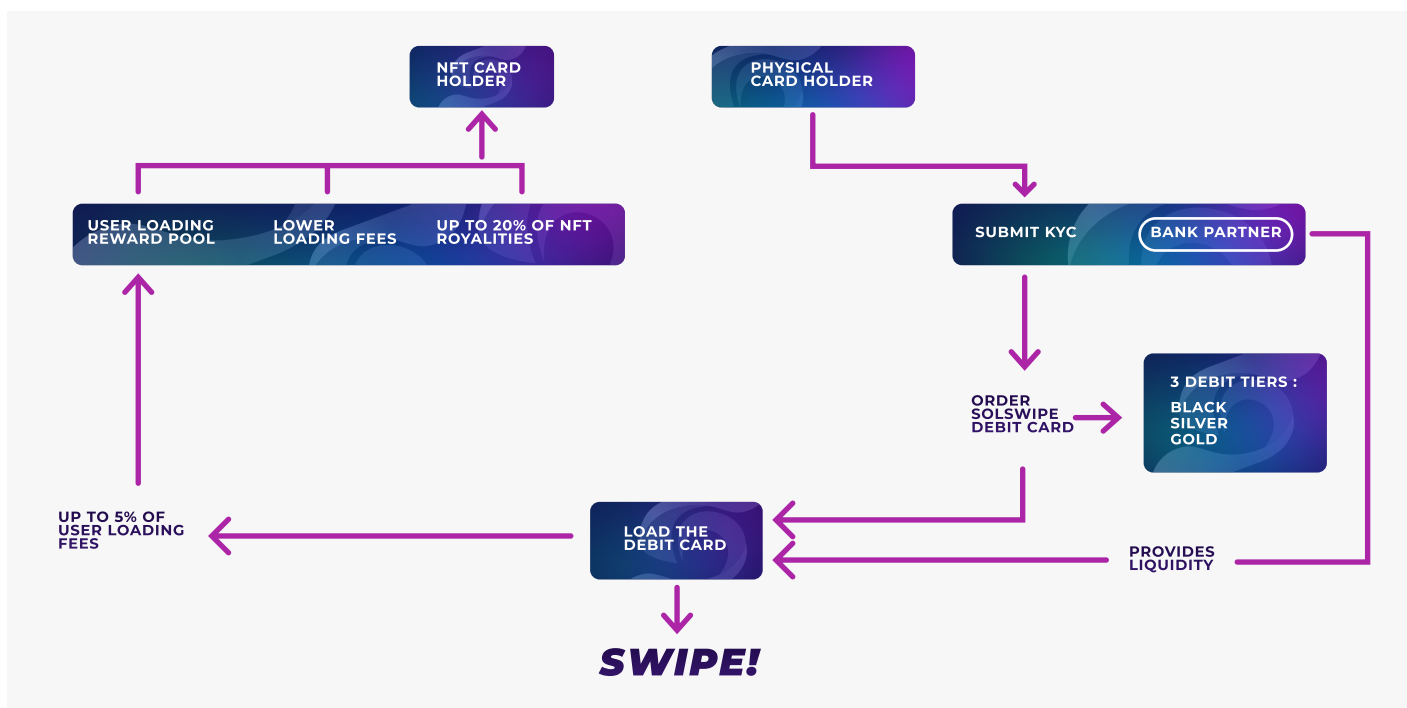 NFT CARD
HOLDER
PHYSICAL
CARD HOLDER
USER LOADING
REWARD POOL
LOWER
LOADING FEES
UP TO 20% OF NFT
ROYALITIES
SUBMIT KYC
BANK PARTNER
3 DEBIT TIERS :
BLACK
SILVER
GOLD
ORDER
SOLSWIPE
DEBIT CARD
UP TO 5% OF
USER LOADING
FEES
LOAD THE
DEBIT CARD
PROVIDES
LIQUIDITY
SWIPE!